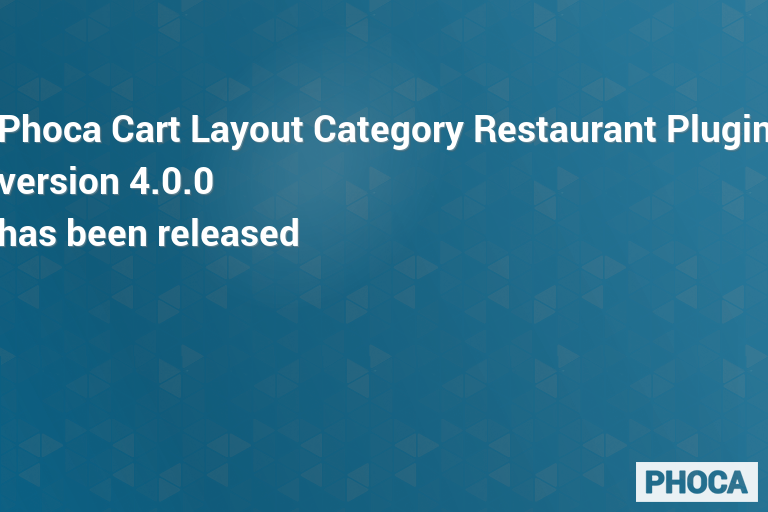 Phoca Cart Layout Category Restaurant Plugin
version 4.0.0
has been released
PHOCA